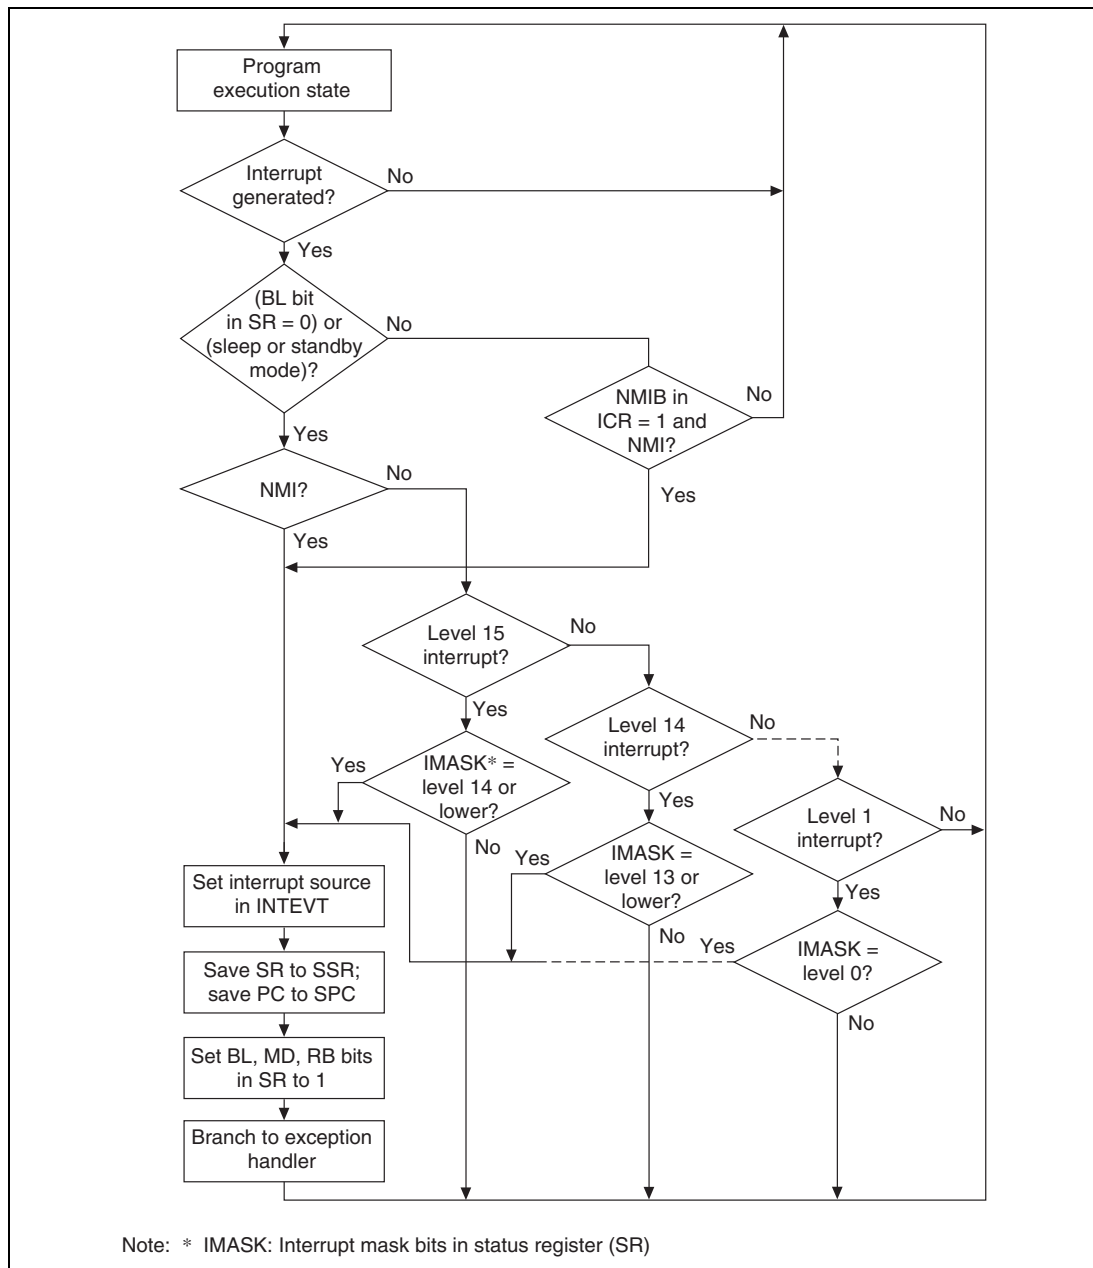 Program
execution state
Interrupt
generated?
No
Yes
(BL bit
in SR = 0) or
(sleep or standby
mode)?
No
Yes
NMIB in
ICR = 1 and
NMI?
No
Yes
NMI?
No
Yes
Level 15
interrupt?
No
Yes
Level 14
interrupt?
No
Yes
IMASK* =
level 14 or
lower?
Yes
No
Level 1
interrupt?
No
Yes
IMASK =
level 13 or
lower?
Yes
No
IMASK =
level 0?
Yes
No
Set interrupt source
in INTEVT
Save SR to SSR;
save PC to SPC
Set BL, MD, RB bits
in SR to 1
Branch to exception
handler
Note: * IMASK: Interrupt mask bits in status register (SR)